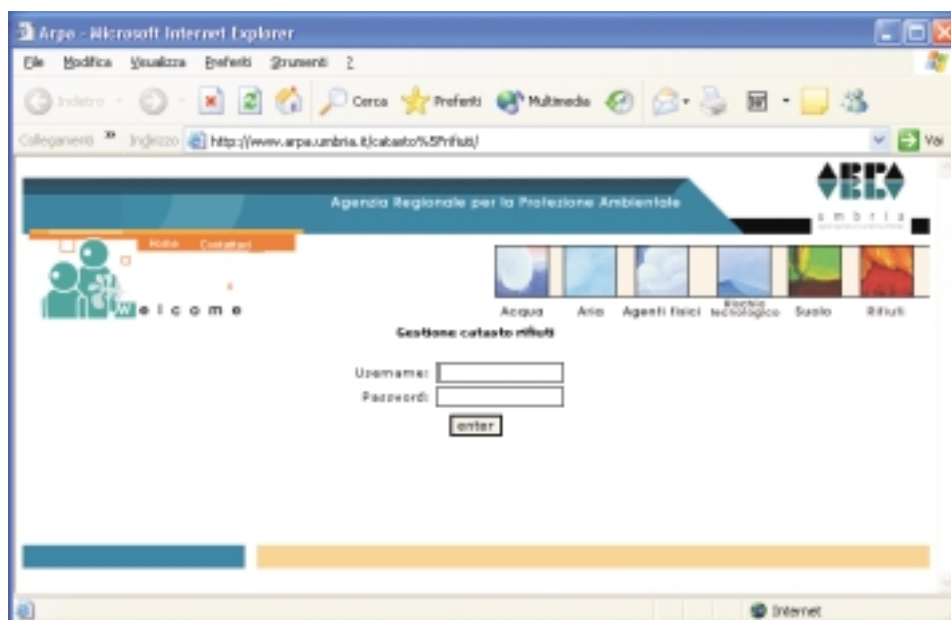 Arpa - Microsoft Internet Explorer
File Modifica Visualizza Preferiti Strumenti ?
Indietro Cerca Preferiti Multimedia
Collegamenti » Indirizzo http://www.arpa.umbria.it/catasto%5Frifiuti/ Vai
ARPA
umbria
Agenzia Regionale per la Protezione Ambientale
Home Contattaci
Welcome
Acqua Aria Agenti fisici Rischio tecnologico Suolo Rifiuti
Gestione catasto rifiuti
Username:
Password:
enter
Internet